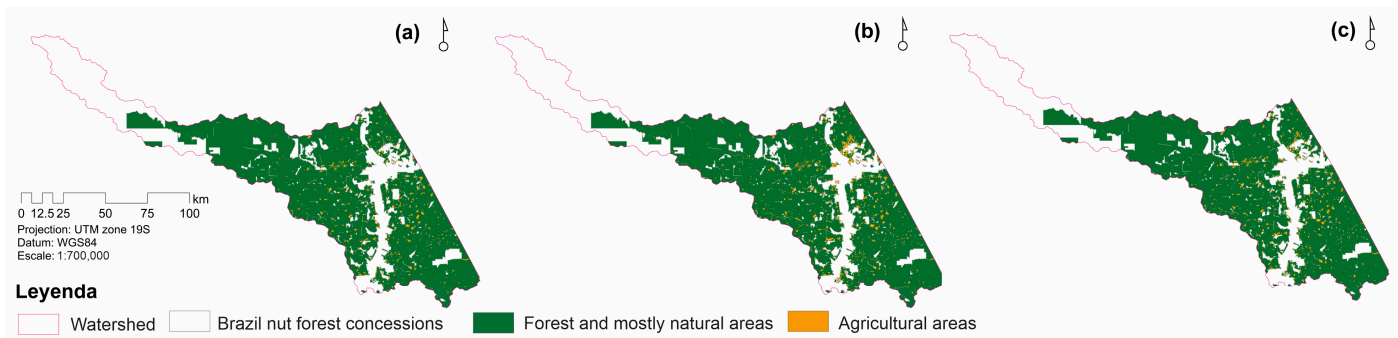 (a)
(b)
(c)
km
0 12.5 25 50 75 100
Projection: UTM zone 19S
Datum: WGS84
Escale: 1:700,000
Leyenda
Watershed
Brazil nut forest concessions
Forest and mostly natural areas
Agricultural areas